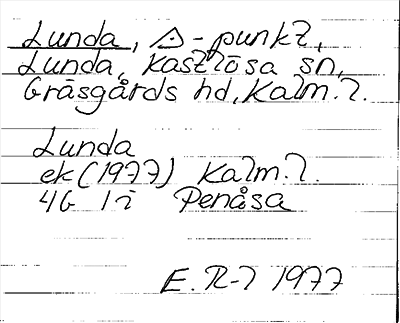 Lunda, △-punkt,
Lunda, Kastlösa sn,
Gräsgårds hd, Kalm. l.
Lunda
ek (1977) Kalm. l.
4G 1i Penåsa
E. R-l 1977